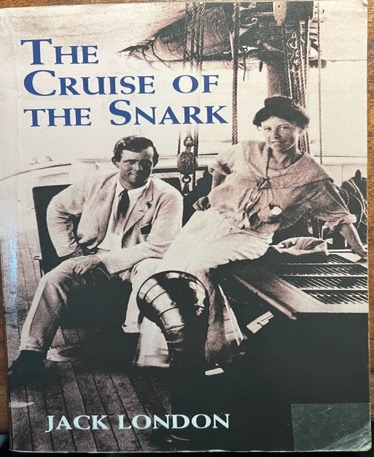 THE
CRUISE OF
THE SNARK
JACK LONDON